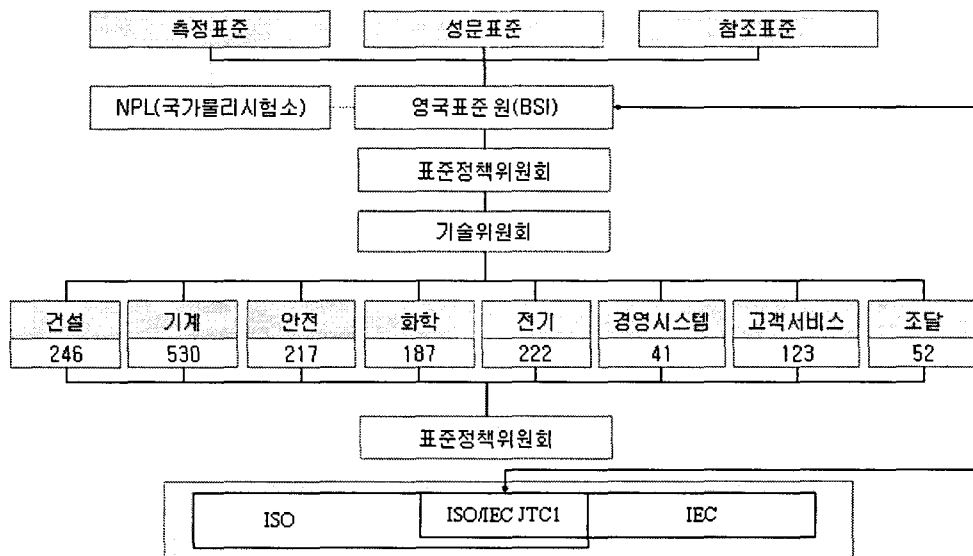 측정표준 성문표준 참조표준
NPL(국가물리시험소) 영국표준원(BSI)
표준정책위원회
기술위원회
건설 기계 안전 화학 전기 경영시스템 고객서비스 조달
246 530 217 187 222 41 123 52
표준정책위원회
ISO ISO/IEC JTC1 IEC